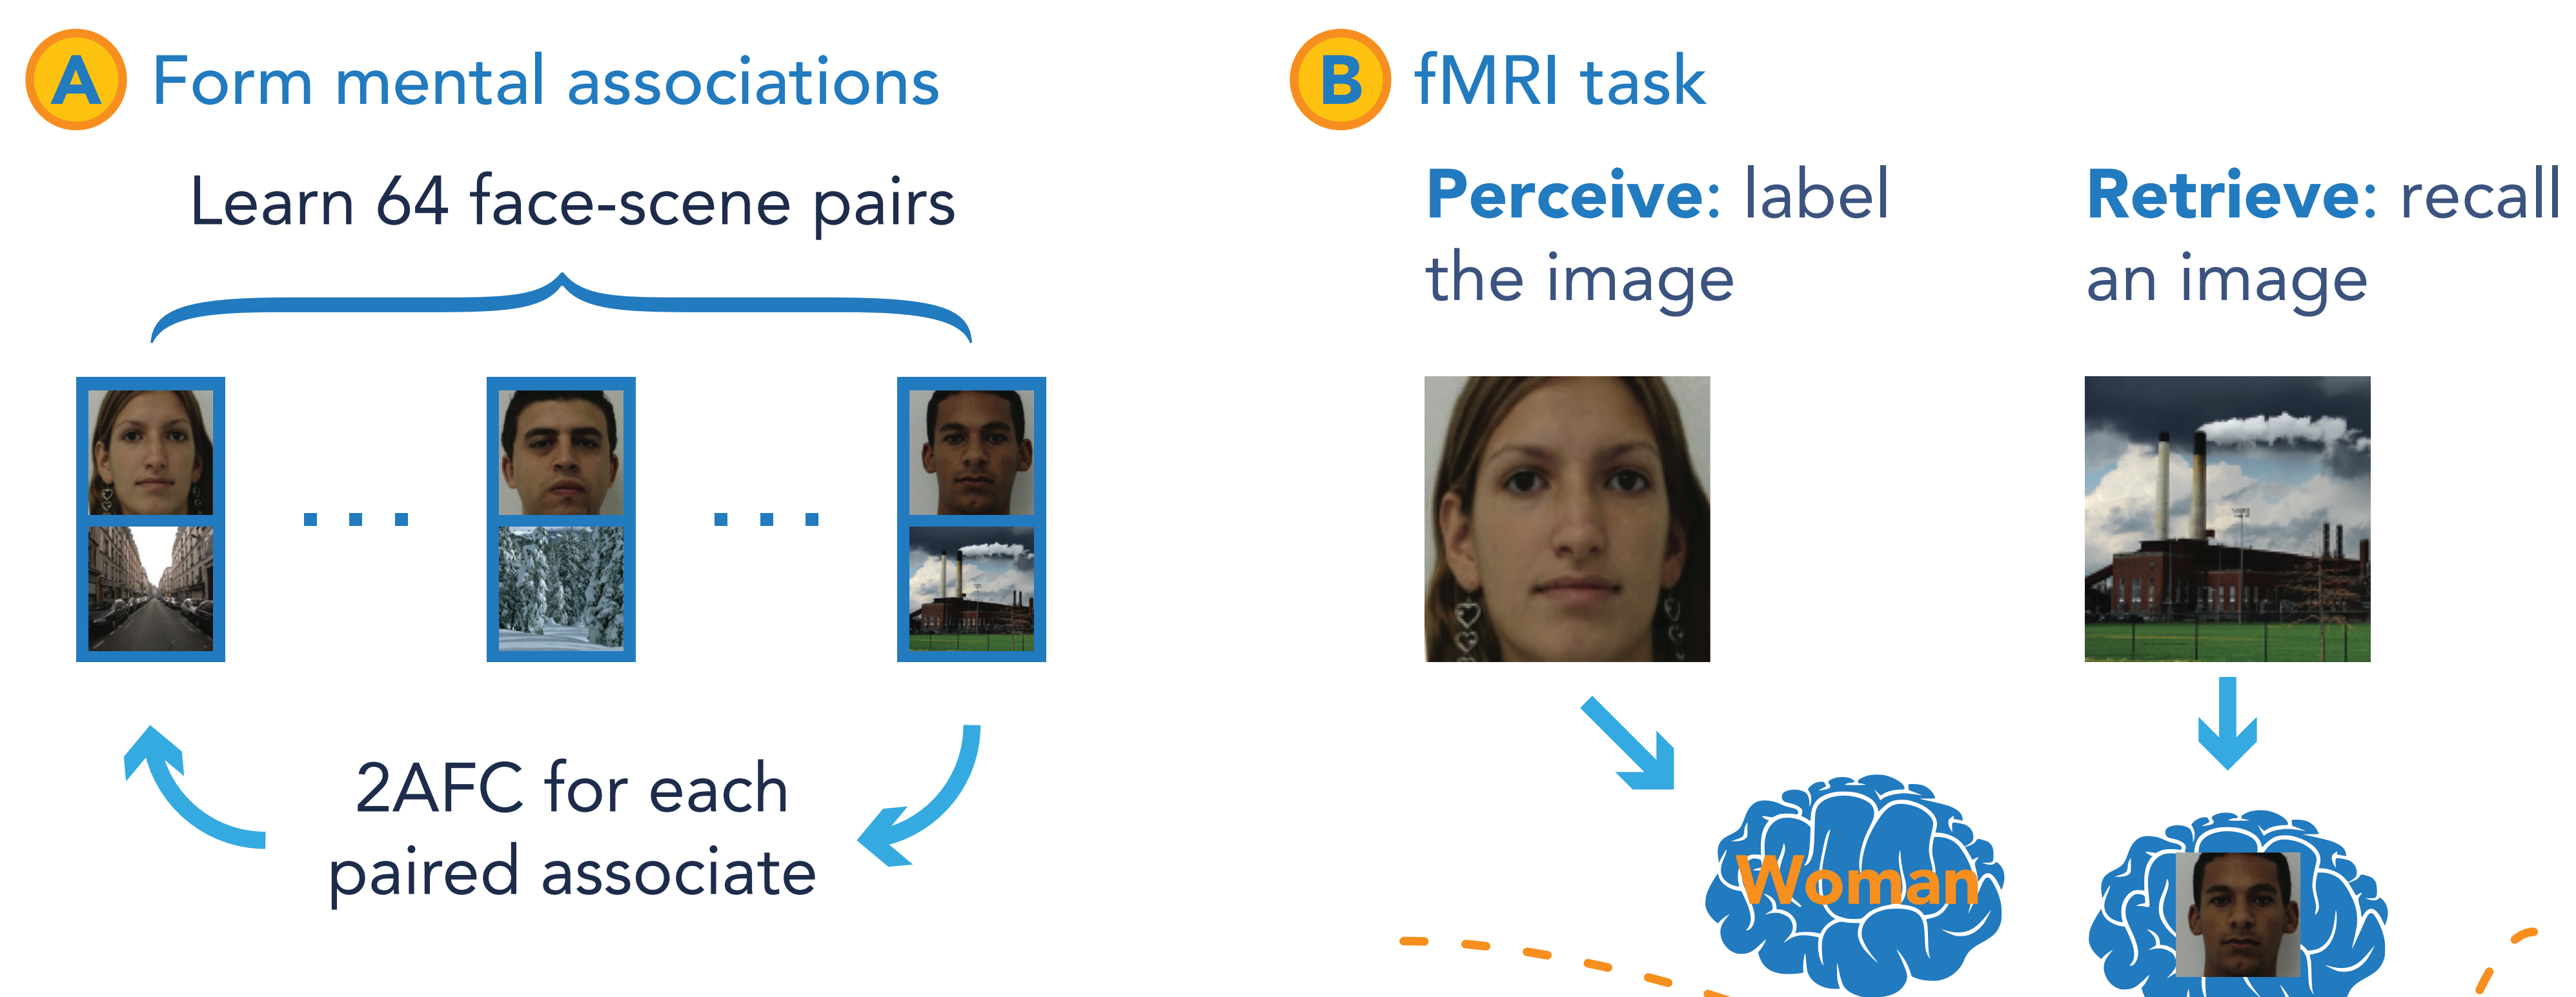 A Form mental associations
Learn 64 face-scene pairs
2AFC for each
paired associate
B fMRI task
Perceive: label
the image
Woman
Retrieve: recall
an image